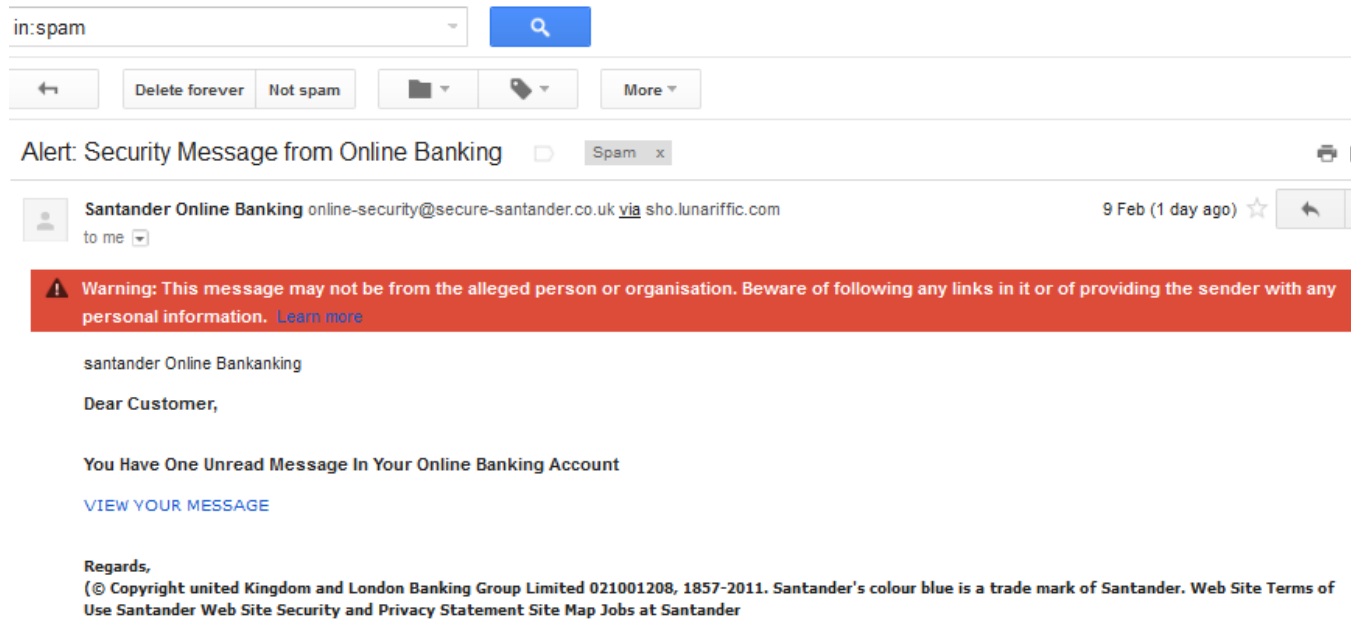 in:spam
Delete forever Not spam More
Alert: Security Message from Online Banking Spam x
Santander Online Banking online-security@secure-santander.co.uk via sho.lunariffic.com 9 Feb (1 day ago)
to me
Warning: This message may not be from the alleged person or organisation. Beware of following any links in it or of providing the sender with any
personal information. Learn more
santander Online Bankanking
Dear Customer,
You Have One Unread Message In Your Online Banking Account
VIEW YOUR MESSAGE
Regards,
(© Copyright united Kingdom and London Banking Group Limited 021001208, 1857-2011. Santander's colour blue is a trade mark of Santander. Web Site Terms of
Use Santander Web Site Security and Privacy Statement Site Map Jobs at Santander